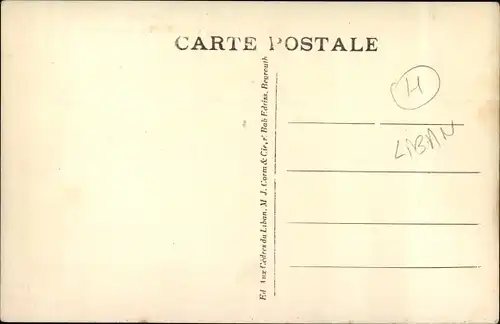 CARTE POSTALE
H
LIBAN
Ed. Aux Cèdres du Liban, M. J. Corm & Cie, r. Bab Edriss, Beyrouth